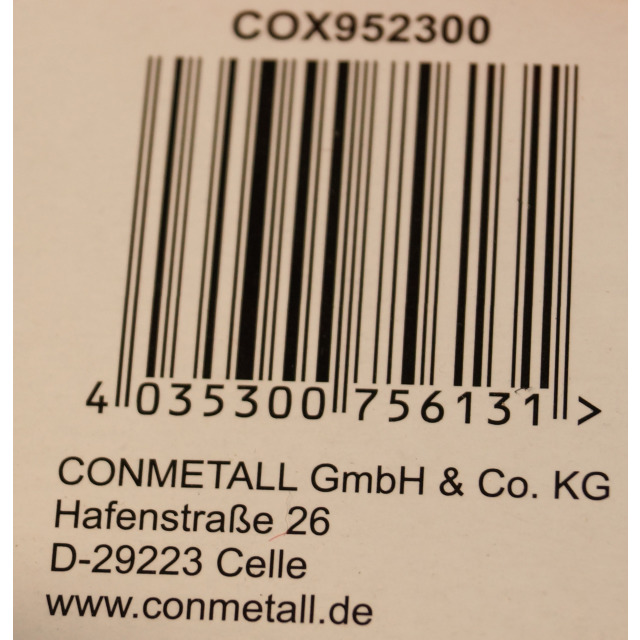 COX952300
4 035300 756131 >
CONMETALL GmbH & Co. KG
Hafenstraße 26
D-29223 Celle
www.conmetall.de